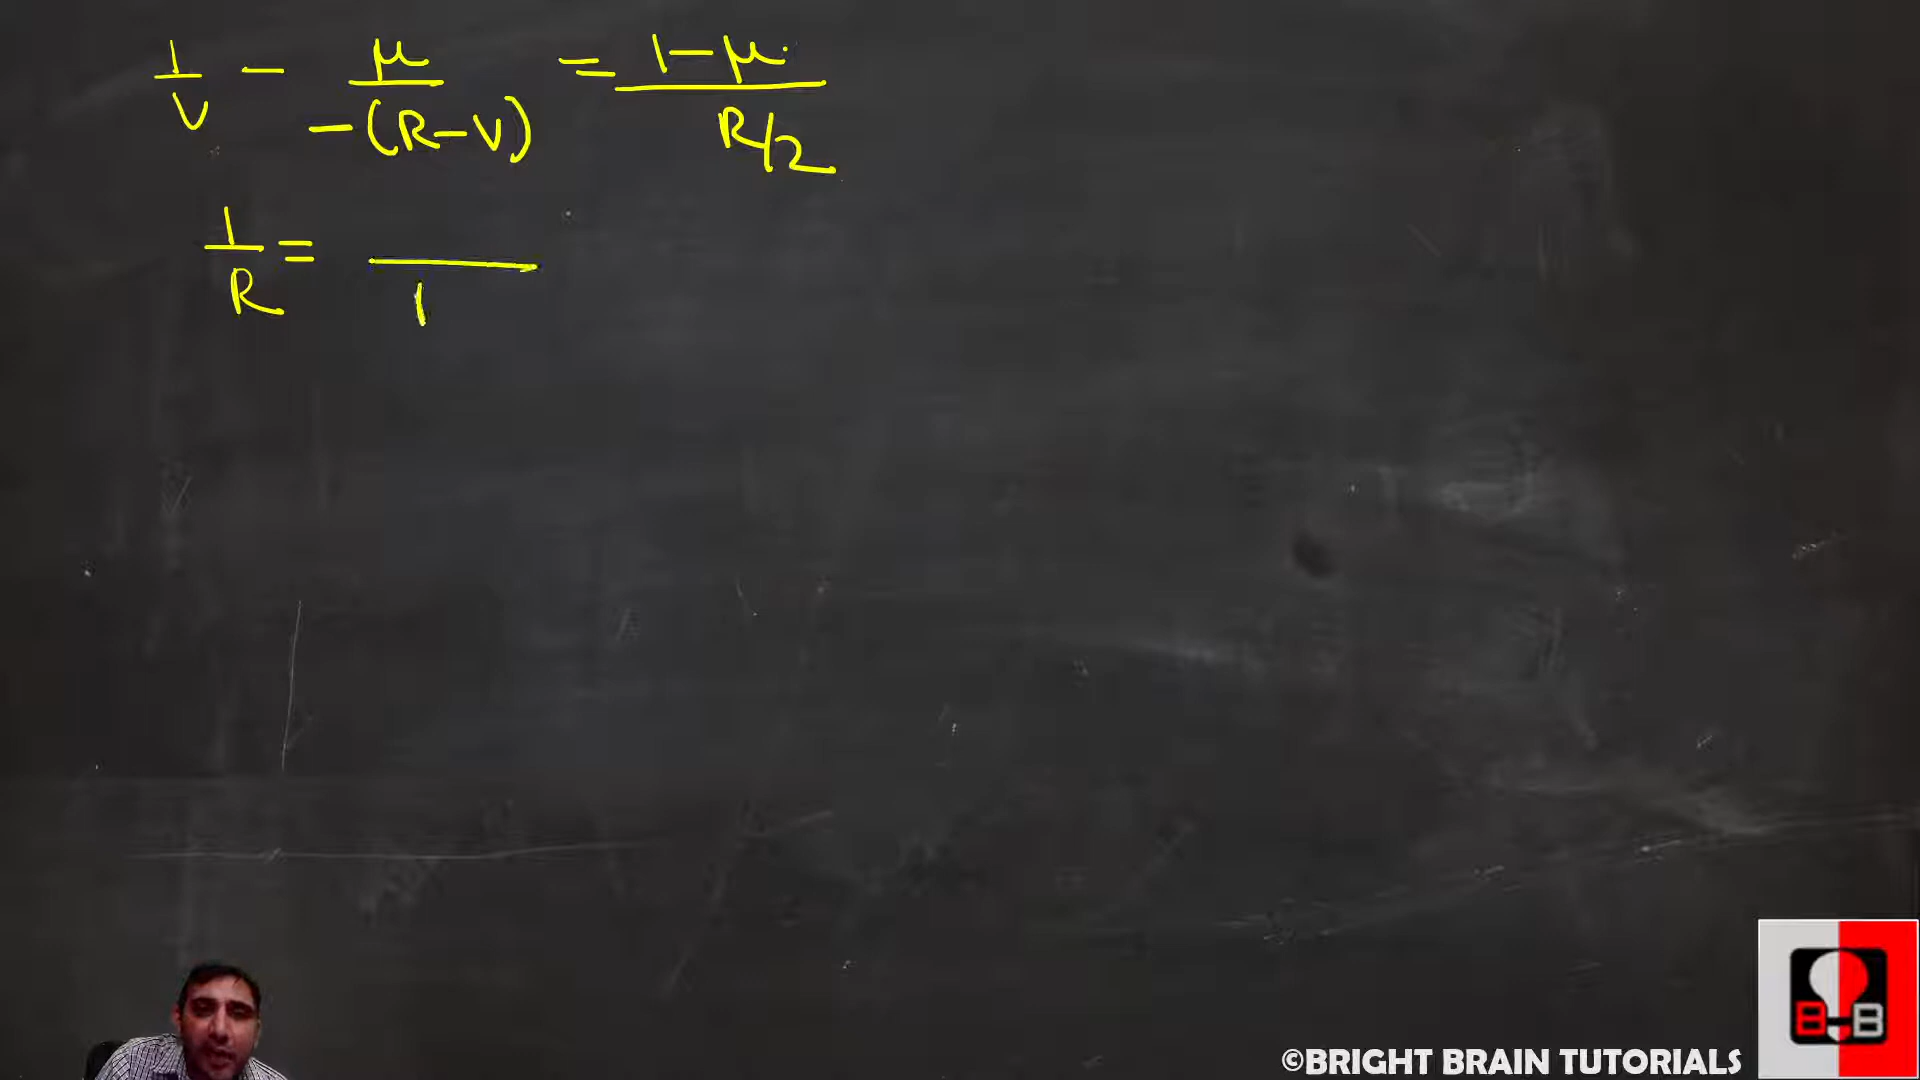 1/V - μ/-(R-V) = 1-μ/R/2
1/R = /1
©BRIGHT BRAIN TUTORIALS
B B